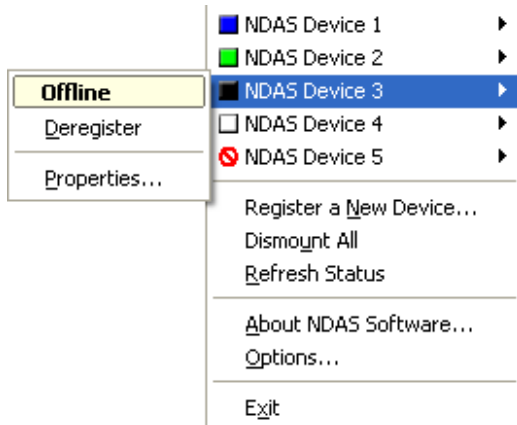 NDAS Device 1
NDAS Device 2
NDAS Device 3
Offline
Deregister
Properties...
NDAS Device 4
NDAS Device 5
Register a New Device...
Dismount All
Refresh Status
About NDAS Software...
Options...
Exit